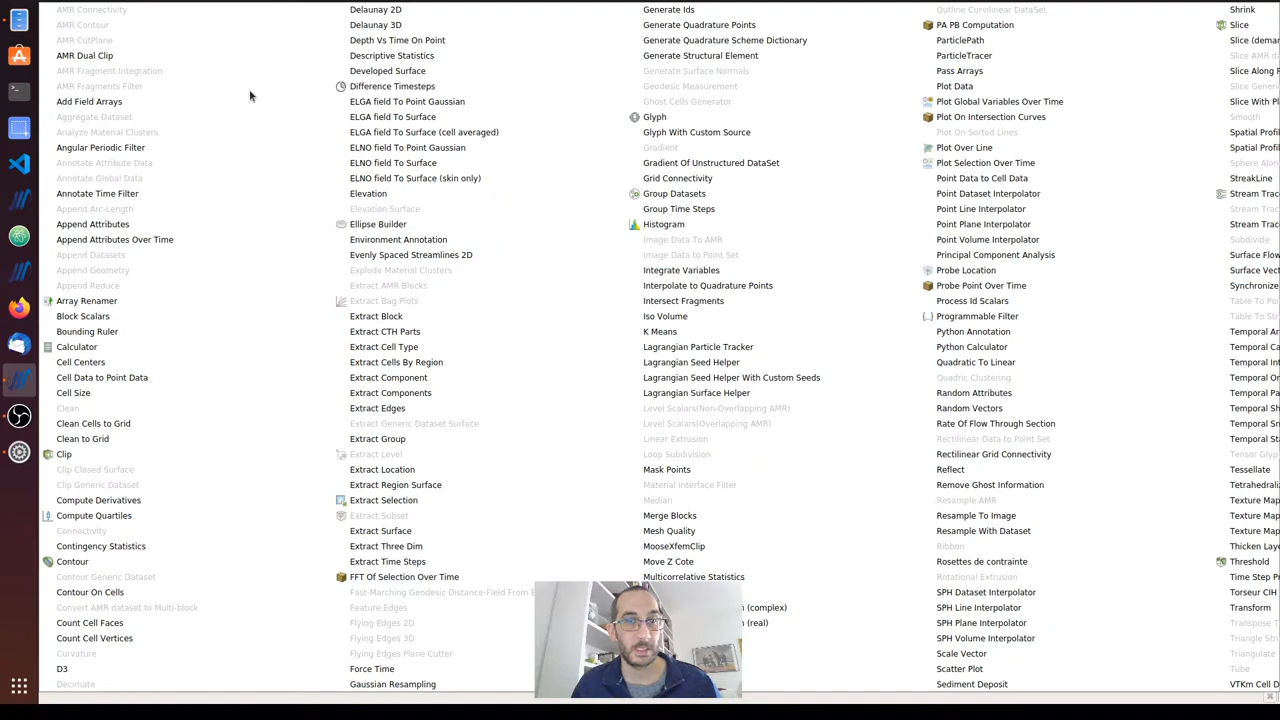 AMR Connectivity
AMR Contour
AMR CutPlane
AMR Dual Clip
AMR Fragment Integration
AMR Fragments Filter
Add Field Arrays
Aggregate Dataset
Analyze Material Clusters
Angular Periodic Filter
Annotate Attribute Data
Annotate Global Data
Annotate Time Filter
Append Arc-Length
Append Attributes
Append Attributes Over Time
Append Datasets
Append Geometry
Append Reduce
Array Renamer
Block Scalars
Bounding Ruler
Calculator
Cell Centers
Cell Data to Point Data
Cell Size
Clean
Clean Cells to Grid
Clean to Grid
Clip
Clip Closed Surface
Clip Generic Dataset
Compute Derivatives
Compute Quartiles
Connectivity
Contingency Statistics
Contour
Contour Generic Dataset
Contour On Cells
Convert AMR dataset to Multi-block
Count Cell Faces
Count Cell Vertices
Curvature
D3
Decimate
Delaunay 2D
Delaunay 3D
Depth Vs Time On Point
Descriptive Statistics
Developed Surface
Difference Timesteps
ELGA field To Point Gaussian
ELGA field To Surface
ELGA field To Surface (cell averaged)
ELNO field To Point Gaussian
ELNO field To Surface
ELNO field To Surface (skin only)
Elevation
Elevation Surface
Ellipse Builder
Environment Annotation
Evenly Spaced Streamlines 2D
Explode Material Clusters
Extract AMR Blocks
Extract Bag Plots
Extract Block
Extract CTH Parts
Extract Cell Type
Extract Cells By Region
Extract Component
Extract Components
Extract Edges
Extract Generic Dataset Surface
Extract Group
Extract Level
Extract Location
Extract Region Surface
Extract Selection
Extract Subset
Extract Surface
Extract Three Dim
Extract Time Steps
FFT Of Selection Over Time
Fast-Marching Geodesic Distance-Field From
Feature Edges
Flying Edges 2D
Flying Edges 3D
Flying Edges Plane Cutter
Force Time
Gaussian Resampling
Generate Ids
Generate Quadrature Points
Generate Quadrature Scheme Dictionary
Generate Structural Element
Generate Surface Normals
Geodesic Measurement
Ghost Cells Generator
Glyph
Glyph With Custom Source
Gradient
Gradient Of Unstructured DataSet
Grid Connectivity
Group Datasets
Group Time Steps
Histogram
Image Data To AMR
Image Data to Point Set
Integrate Variables
Interpolate to Quadrature Points
Intersect Fragments
Iso Volume
K Means
Lagrangian Particle Tracker
Lagrangian Seed Helper
Lagrangian Seed Helper With Custom Seeds
Lagrangian Surface Helper
Level Scalars(Non-Overlapping AMR)
Level Scalars(Overlapping AMR)
Linear Extrusion
Loop Subdivision
Mask Points
Material Interface Filter
Median
Merge Blocks
Mesh Quality
MooseXfemClip
Move Z Cote
Multicorrelative Statistics
(complex)
(real)
Outline Curvilinear DataSet
PA PB Computation
ParticlePath
ParticleTracer
Pass Arrays
Plot Data
Plot Global Variables Over Time
Plot On Intersection Curves
Plot On Sorted Lines
Plot Over Line
Plot Selection Over Time
Point Data to Cell Data
Point Dataset Interpolator
Point Line Interpolator
Point Plane Interpolator
Point Volume Interpolator
Principal Component Analysis
Probe Location
Probe Point Over Time
Process Id Scalars
Programmable Filter
Python Annotation
Python Calculator
Quadratic To Linear
Quadric Clustering
Random Attributes
Random Vectors
Rate Of Flow Through Section
Rectilinear Data to Point Set
Rectilinear Grid Connectivity
Reflect
Remove Ghost Information
Resample AMR
Resample To Image
Resample With Dataset
Ribbon
Rosettes de contrainte
Rotational Extrusion
SPH Dataset Interpolator
SPH Line Interpolator
SPH Plane Interpolator
SPH Volume Interpolator
Scale Vector
Scatter Plot
Sediment Deposit
Shrink
Slice
Slice (dema
Slice AMR d
Slice Along
Slice Gener
Slice With Pl
Smooth
Spatial Profi
Spatial Profi
Sphere Alon
StreakLine
Stream Trac
Stream Trac
Stream Trac
Subdivide
Surface Flow
Surface Vect
Synchronize
Table To Poi
Table To Str
Temporal Ar
Temporal Ca
Temporal In
Temporal On
Temporal Pa
Temporal Sh
Temporal Sn
Temporal Sta
Tensor Glyp
Tessellate
Tetrahedrali
Texture Map
Texture Map
Texture Map
Thicken Laye
Threshold
Time Step Pr
Torseur CIH
Transform
Transpose T
Triangle Stri
Triangulate
Tube
VTKm Cell D